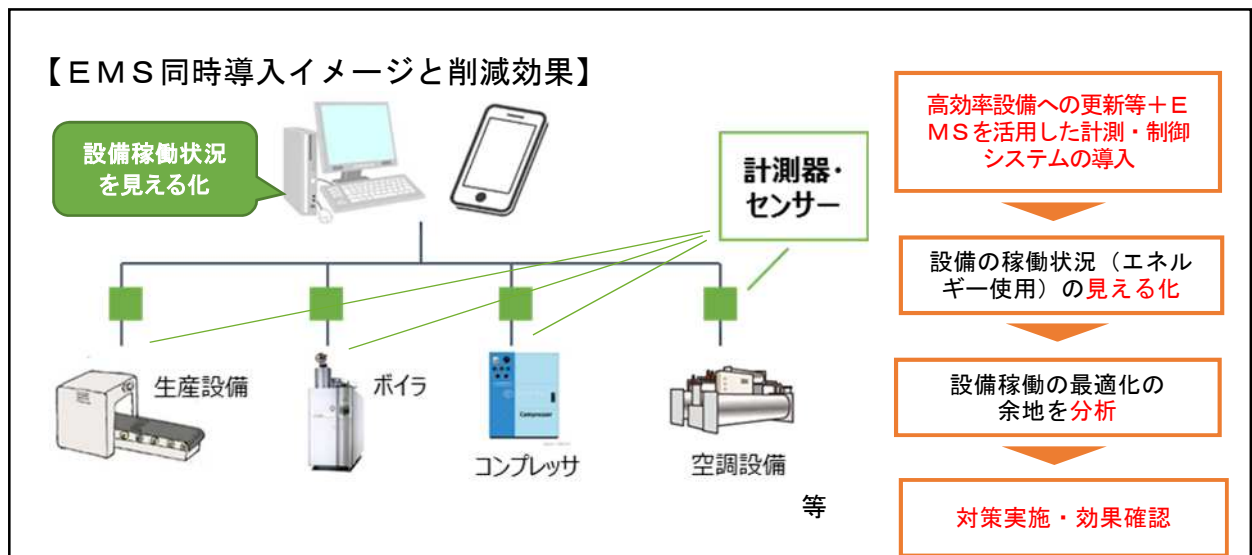 【ＥＭＳ同時導入イメージと削減効果】
設備稼働状況
を見える化
計測器・
センサー
生産設備
ボイラ
Compressor
コンプレッサ
空調設備
等
高効率設備への更新等＋Ｅ
ＭＳを活用した計測・制御
システムの導入
設備の稼働状況（エネル
ギー使用）の見える化
設備稼働の最適化の
余地を分析
対策実施・効果確認